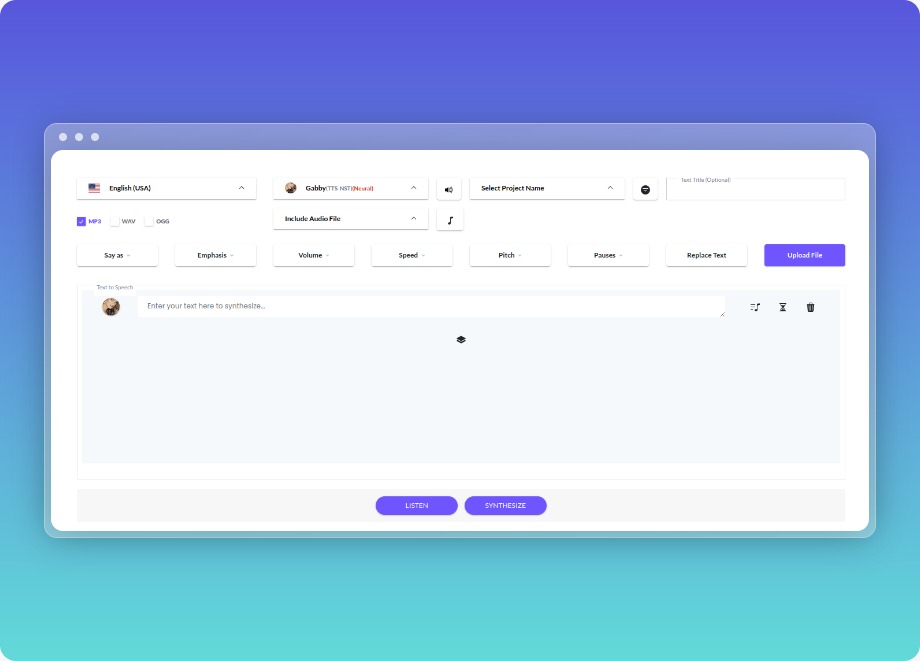 Text Title (Optional)
English (USA)
Gabby(TTS-NST)(Neural)
Select Project Name
MP3
WAV
OGG
Include Audio File
Say as
Emphasis
Volume
Speed
Pitch
Pauses
Replace Text
Upload File
Text to Speech
Enter your text here to synthesize...
LISTEN
SYNTHESIZE